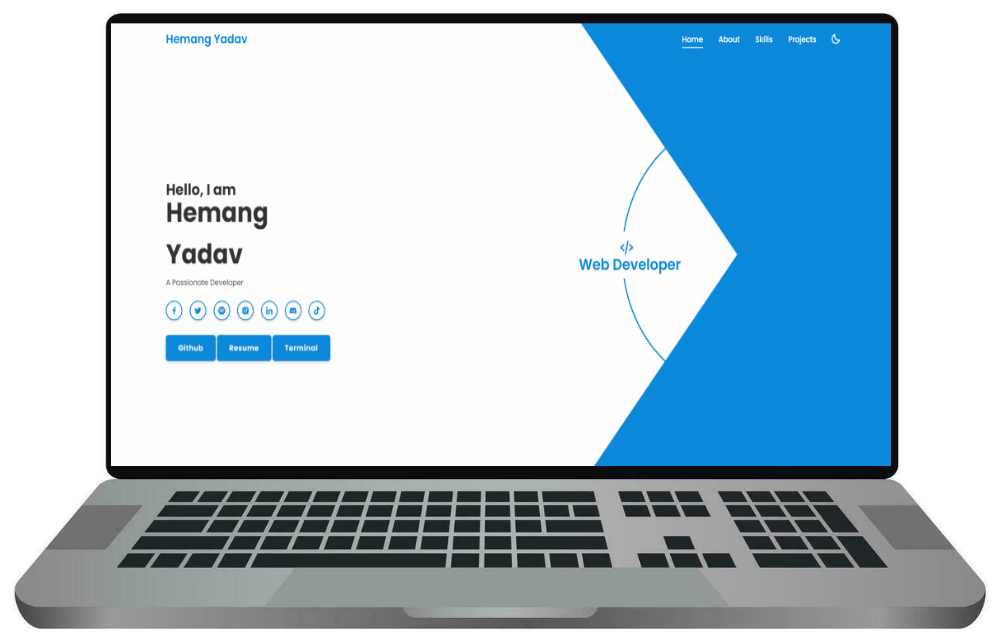 Hemang Yadav
Home About Skills Projects
Hello, I am
Hemang
Yadav
A Passionate Developer
Github Resume Terminal
</>
Web Developer